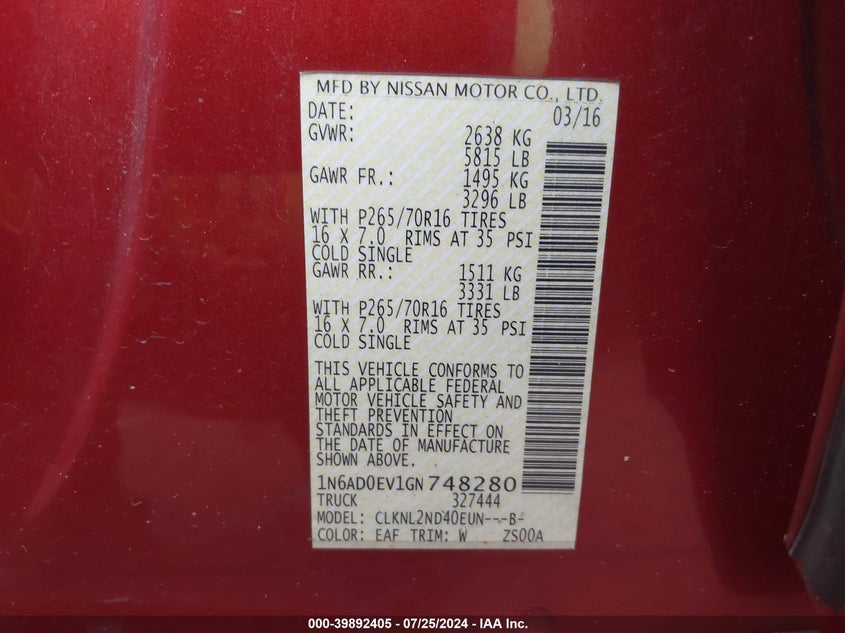 MFD BY NISSAN MOTOR CO., LTD.
DATE: 03/16
GVWR: 2638 KG
5815 LB
GAWR FR.: 1495 KG
3296 LB
WITH P265/70R16 TIRES
16 X 7.0 RIMS AT 35 PSI
COLD SINGLE
GAWR RR.: 1511 KG
3331 LB
WITH P265/70R16 TIRES
16 X 7.0 RIMS AT 35 PSI
COLD SINGLE
THIS VEHICLE CONFORMS TO
ALL APPLICABLE FEDERAL
MOTOR VEHICLE SAFETY AND
THEFT PREVENTION
STANDARDS IN EFFECT ON
THE DATE OF MANUFACTURE
SHOWN ABOVE.
1N6AD0EV1GN748280
TRUCK 327444
MODEL: CLKNL2ND40EUN---B-
COLOR: EAF TRIM: W ZS00A
000-39892405 - 07/25/2024 - IAA Inc.